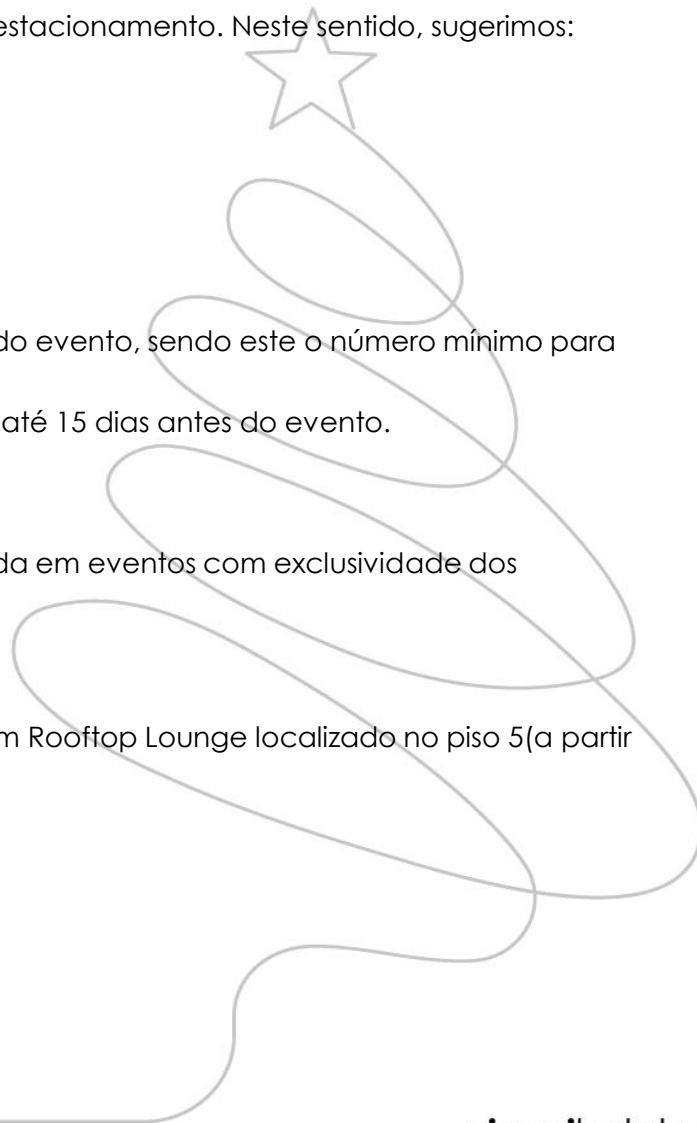 estacionamento. Neste sentido, sugerimos:
do evento, sendo este o número mínimo para
até 15 dias antes do evento.
da em eventos com exclusividade dos
m Rooftop Lounge localizado no piso 5(a partir